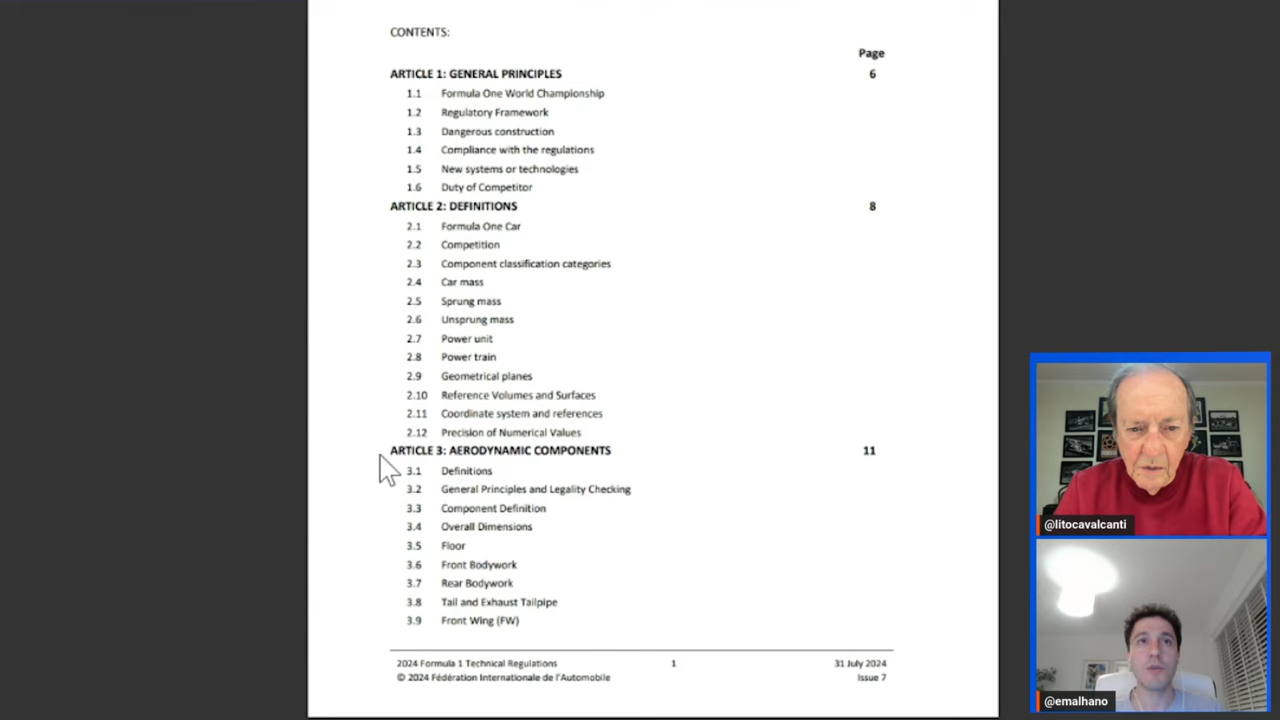 CONTENTS:
Page
ARTICLE 1: GENERAL PRINCIPLES 6
1.1 Formula One World Championship
1.2 Regulatory Framework
1.3 Dangerous construction
1.4 Compliance with the regulations
1.5 New systems or technologies
1.6 Duty of Competitor
ARTICLE 2: DEFINITIONS 8
2.1 Formula One Car
2.2 Competition
2.3 Component classification categories
2.4 Car mass
2.5 Sprung mass
2.6 Unsprung mass
2.7 Power unit
2.8 Power train
2.9 Geometrical planes
2.10 Reference Volumes and Surfaces
2.11 Coordinate system and references
2.12 Precision of Numerical Values
ARTICLE 3: AERODYNAMIC COMPONENTS 11
3.1 Definitions
3.2 General Principles and Legality Checking
3.3 Component Definition
3.4 Overall Dimensions
3.5 Floor
3.6 Front Bodywork
3.7 Rear Bodywork
3.8 Tail and Exhaust Tailpipe
3.9 Front Wing (FW)
2024 Formula 1 Technical Regulations 1 31 July 2024
© 2024 Fédération Internationale de l'Automobile Issue 7
@litocavalcanti
@emalhano